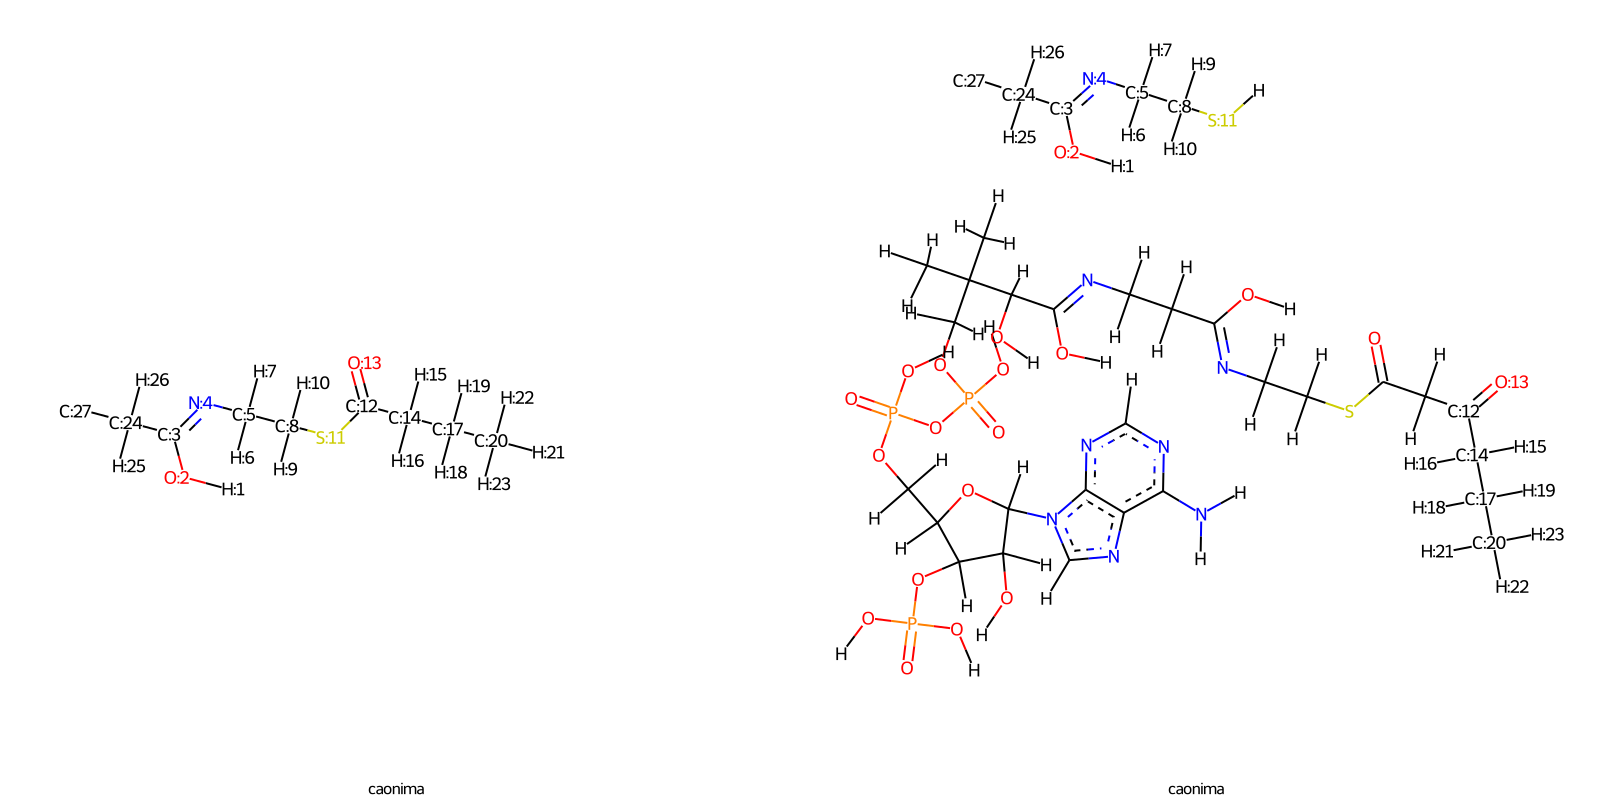 O:13
H:7 H:15
H:26 H:10 H:19
H:22
N:4 C:12
C:27 C:24 C:5 C:14
C:8 C:17
C:3 S:11 C:20
H:21
H:6 H:16
H:25 H:9 H:18
O:2 H:23
H:1
caonima
H:7
H:26
H:9
C:27 N:4
C:24 C:5 H
C:3 C:8
S:11
H:25 H:6
O:2 H:10
H:1
H
H
H H H
H H
H H H
N
O
H H H
H
H H O H O
H H
O H O H H
O O N O:13
O P P
C:12
H
O P O O H S H
H H
N N H:15
O H H C:14
H:16
O N N H
H:19
C:17
H:18
H N
H:23
C:20
H H:21
N H
H
O H H:22
O H
O P O H
H O H
caonima